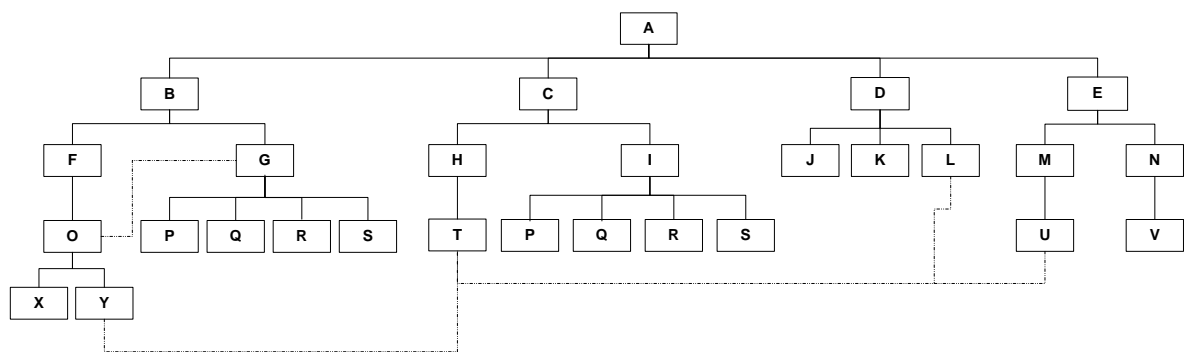 A
B C D E
F G H I J K L M N
O P Q R S T P Q R S U V
X Y